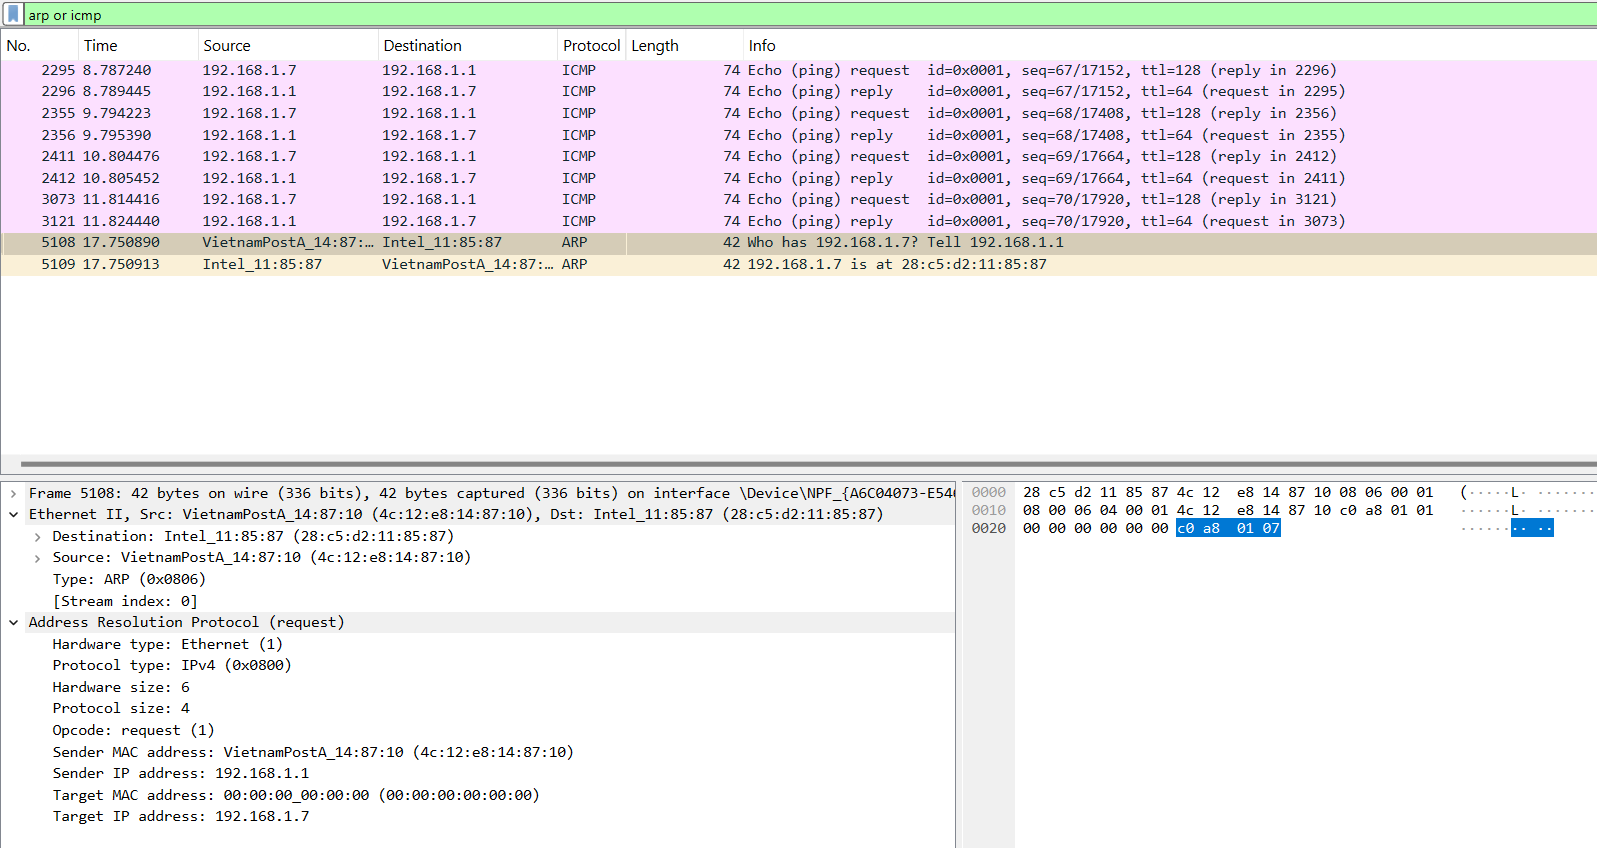 arp or icmp
No. Time Source Destination Protocol Length Info
2295 8.787240 192.168.1.7 192.168.1.1 ICMP 74 Echo (ping) request id=0x0001, seq=67/17152, ttl=128 (reply in 2296)
2296 8.789445 192.168.1.1 192.168.1.7 ICMP 74 Echo (ping) reply id=0x0001, seq=67/17152, ttl=64 (request in 2295)
2355 9.794223 192.168.1.7 192.168.1.1 ICMP 74 Echo (ping) request id=0x0001, seq=68/17408, ttl=128 (reply in 2356)
2356 9.795390 192.168.1.1 192.168.1.7 ICMP 74 Echo (ping) reply id=0x0001, seq=68/17408, ttl=64 (request in 2355)
2411 10.804476 192.168.1.7 192.168.1.1 ICMP 74 Echo (ping) request id=0x0001, seq=69/17664, ttl=128 (reply in 2412)
2412 10.805452 192.168.1.1 192.168.1.7 ICMP 74 Echo (ping) reply id=0x0001, seq=69/17664, ttl=64 (request in 2411)
3073 11.814416 192.168.1.7 192.168.1.1 ICMP 74 Echo (ping) request id=0x0001, seq=70/17920, ttl=128 (reply in 3121)
3121 11.824440 192.168.1.1 192.168.1.7 ICMP 74 Echo (ping) reply id=0x0001, seq=70/17920, ttl=64 (request in 3073)
5108 17.750890 VietnamPostA_14:87:… Intel_11:85:87 ARP 42 Who has 192.168.1.7? Tell 192.168.1.1
5109 17.750913 Intel_11:85:87 VietnamPostA_14:87:… ARP 42 192.168.1.7 is at 28:c5:d2:11:85:87
Frame 5108: 42 bytes on wire (336 bits), 42 bytes captured (336 bits) on interface \Device\NPF_{A6C04073-E54
Ethernet II, Src: VietnamPostA_14:87:10 (4c:12:e8:14:87:10), Dst: Intel_11:85:87 (28:c5:d2:11:85:87)
Destination: Intel_11:85:87 (28:c5:d2:11:85:87)
Source: VietnamPostA_14:87:10 (4c:12:e8:14:87:10)
Type: ARP (0x0806)
[Stream index: 0]
Address Resolution Protocol (request)
Hardware type: Ethernet (1)
Protocol type: IPv4 (0x0800)
Hardware size: 6
Protocol size: 4
Opcode: request (1)
Sender MAC address: VietnamPostA_14:87:10 (4c:12:e8:14:87:10)
Sender IP address: 192.168.1.1
Target MAC address: 00:00:00_00:00:00 (00:00:00:00:00:00)
Target IP address: 192.168.1.7
0000 28 c5 d2 11 85 87 4c 12 e8 14 87 10 08 06 00 01 (·····L· ········
0010 08 00 06 04 00 01 4c 12 e8 14 87 10 c0 a8 01 01 ······L· ········
0020 00 00 00 00 00 00 c0 a8 01 07 ········ ··